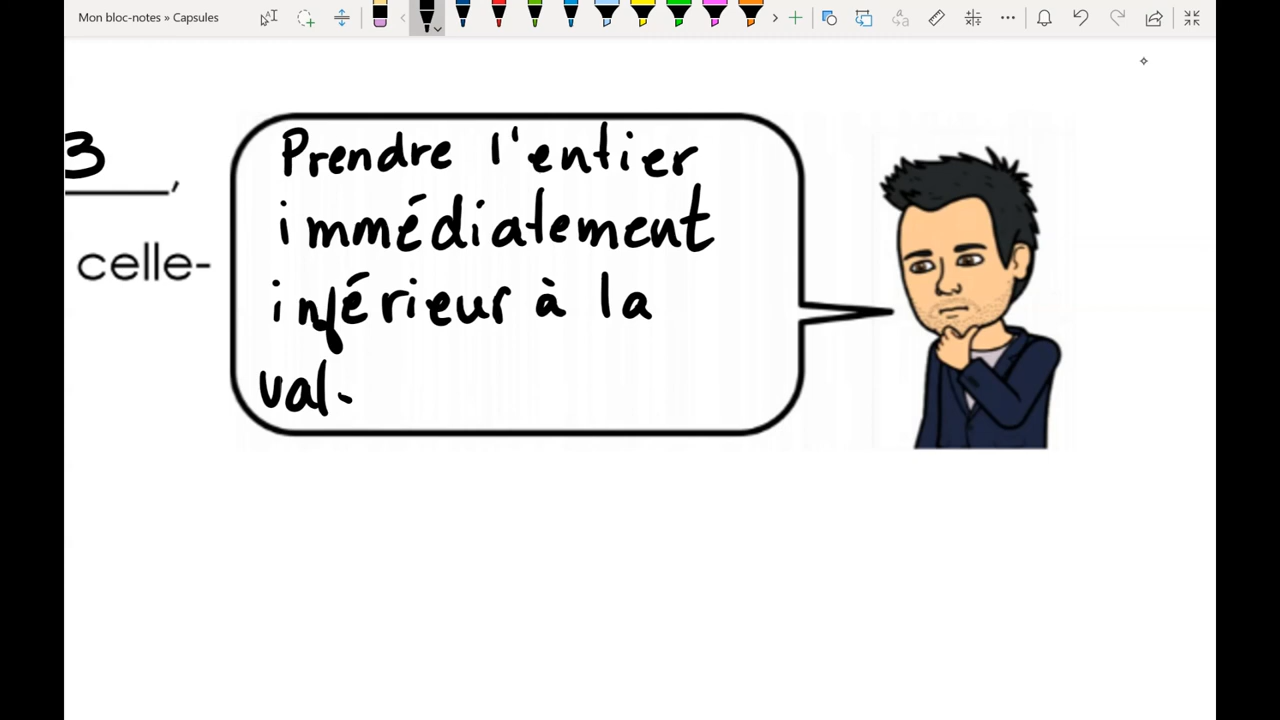 Mon bloc-notes » Capsules
3
,
celle-
Prendre l'entier
immédiatement
inférieur à la
val.